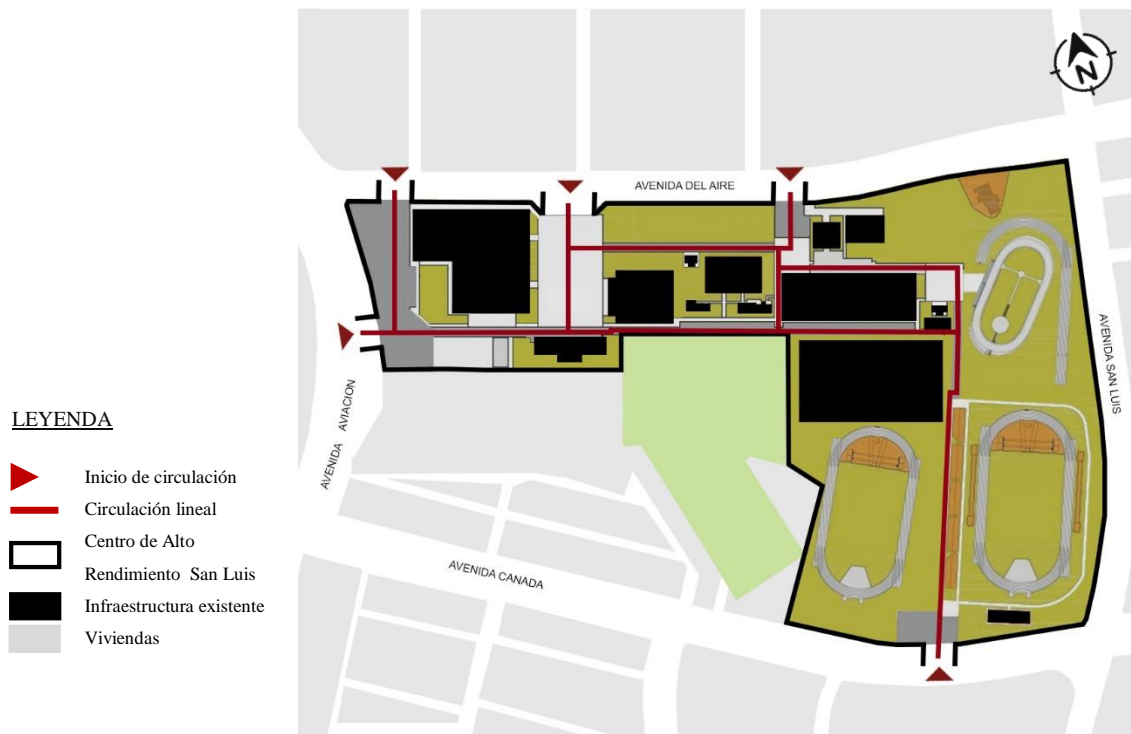 N
AVENIDA DEL AIRE
AVENIDA SAN LUIS
AVENIDA AVIACION
AVENIDA CANADA
LEYENDA
Inicio de circulación
Circulación lineal
Centro de Alto
Rendimiento San Luis
Infraestructura existente
Viviendas